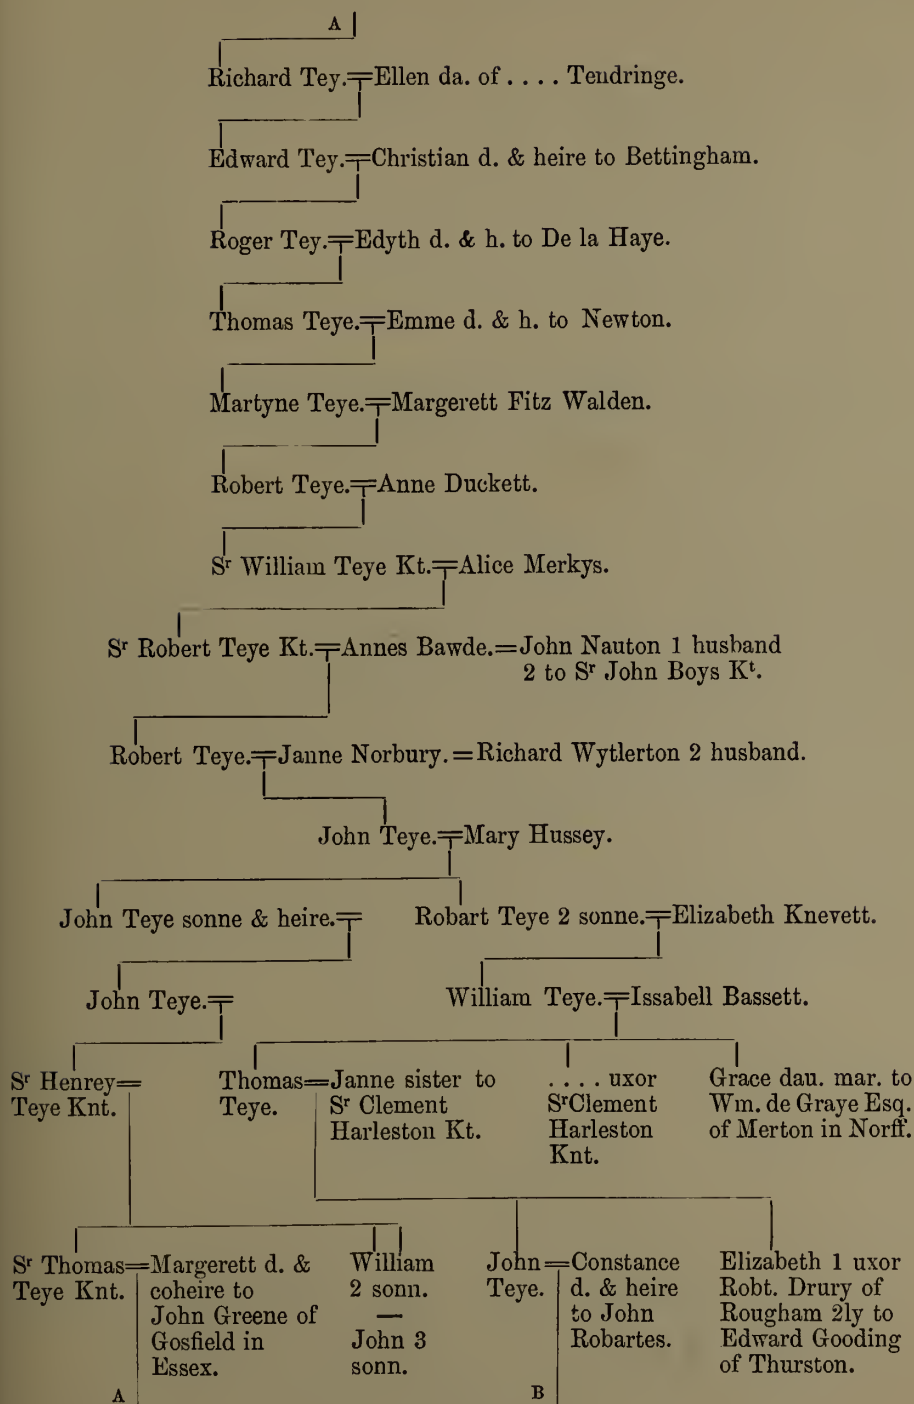 A
Richard Tey.=Ellen da. of . . . . Tendringe.
Edward Tey.=Christian d. & heire to Bettingham.
Roger Tey.=Edyth d. & h. to De la Haye.
Thomas Teye.=Emme d. & h. to Newton.
Martyne Teye.=Margerett Fitz Walden.
Robert Teye.=Anne Duckett.
Sʳ William Teye Kt.=Alice Merkys.
Sʳ Robert Teye Kt.=Annes Bawde.=John Nauton 1 husband
2 to Sʳ John Boys Kᵗ.
Robert Teye.=Janne Norbury.=Richard Wytlerton 2 husband.
John Teye.=Mary Hussey.
John Teye sonne & heire.=
Robart Teye 2 sonne.=Elizabeth Knevett.
John Teye.=
William Teye.=Issabell Bassett.
Sʳ Henrey=
Teye Knt.
Thomas=Janne sister to
Teye. Sʳ Clement
Harleston Kt.
. . . . uxor
SʳClement
Harleston
Knt.
Grace dau. mar. to
Wm. de Graye Esq.
of Merton in Norff.
Sʳ Thomas=Margerett d. &
Teye Knt. coheire to
John Greene of
Gosfield in
Essex.
A
William
2 sonn.
—
John 3
sonn.
John=Constance
Teye. d. & heire
to John
Robartes.
B
Elizabeth 1 uxor
Robt. Drury of
Rougham 2ly to
Edward Gooding
of Thurston.